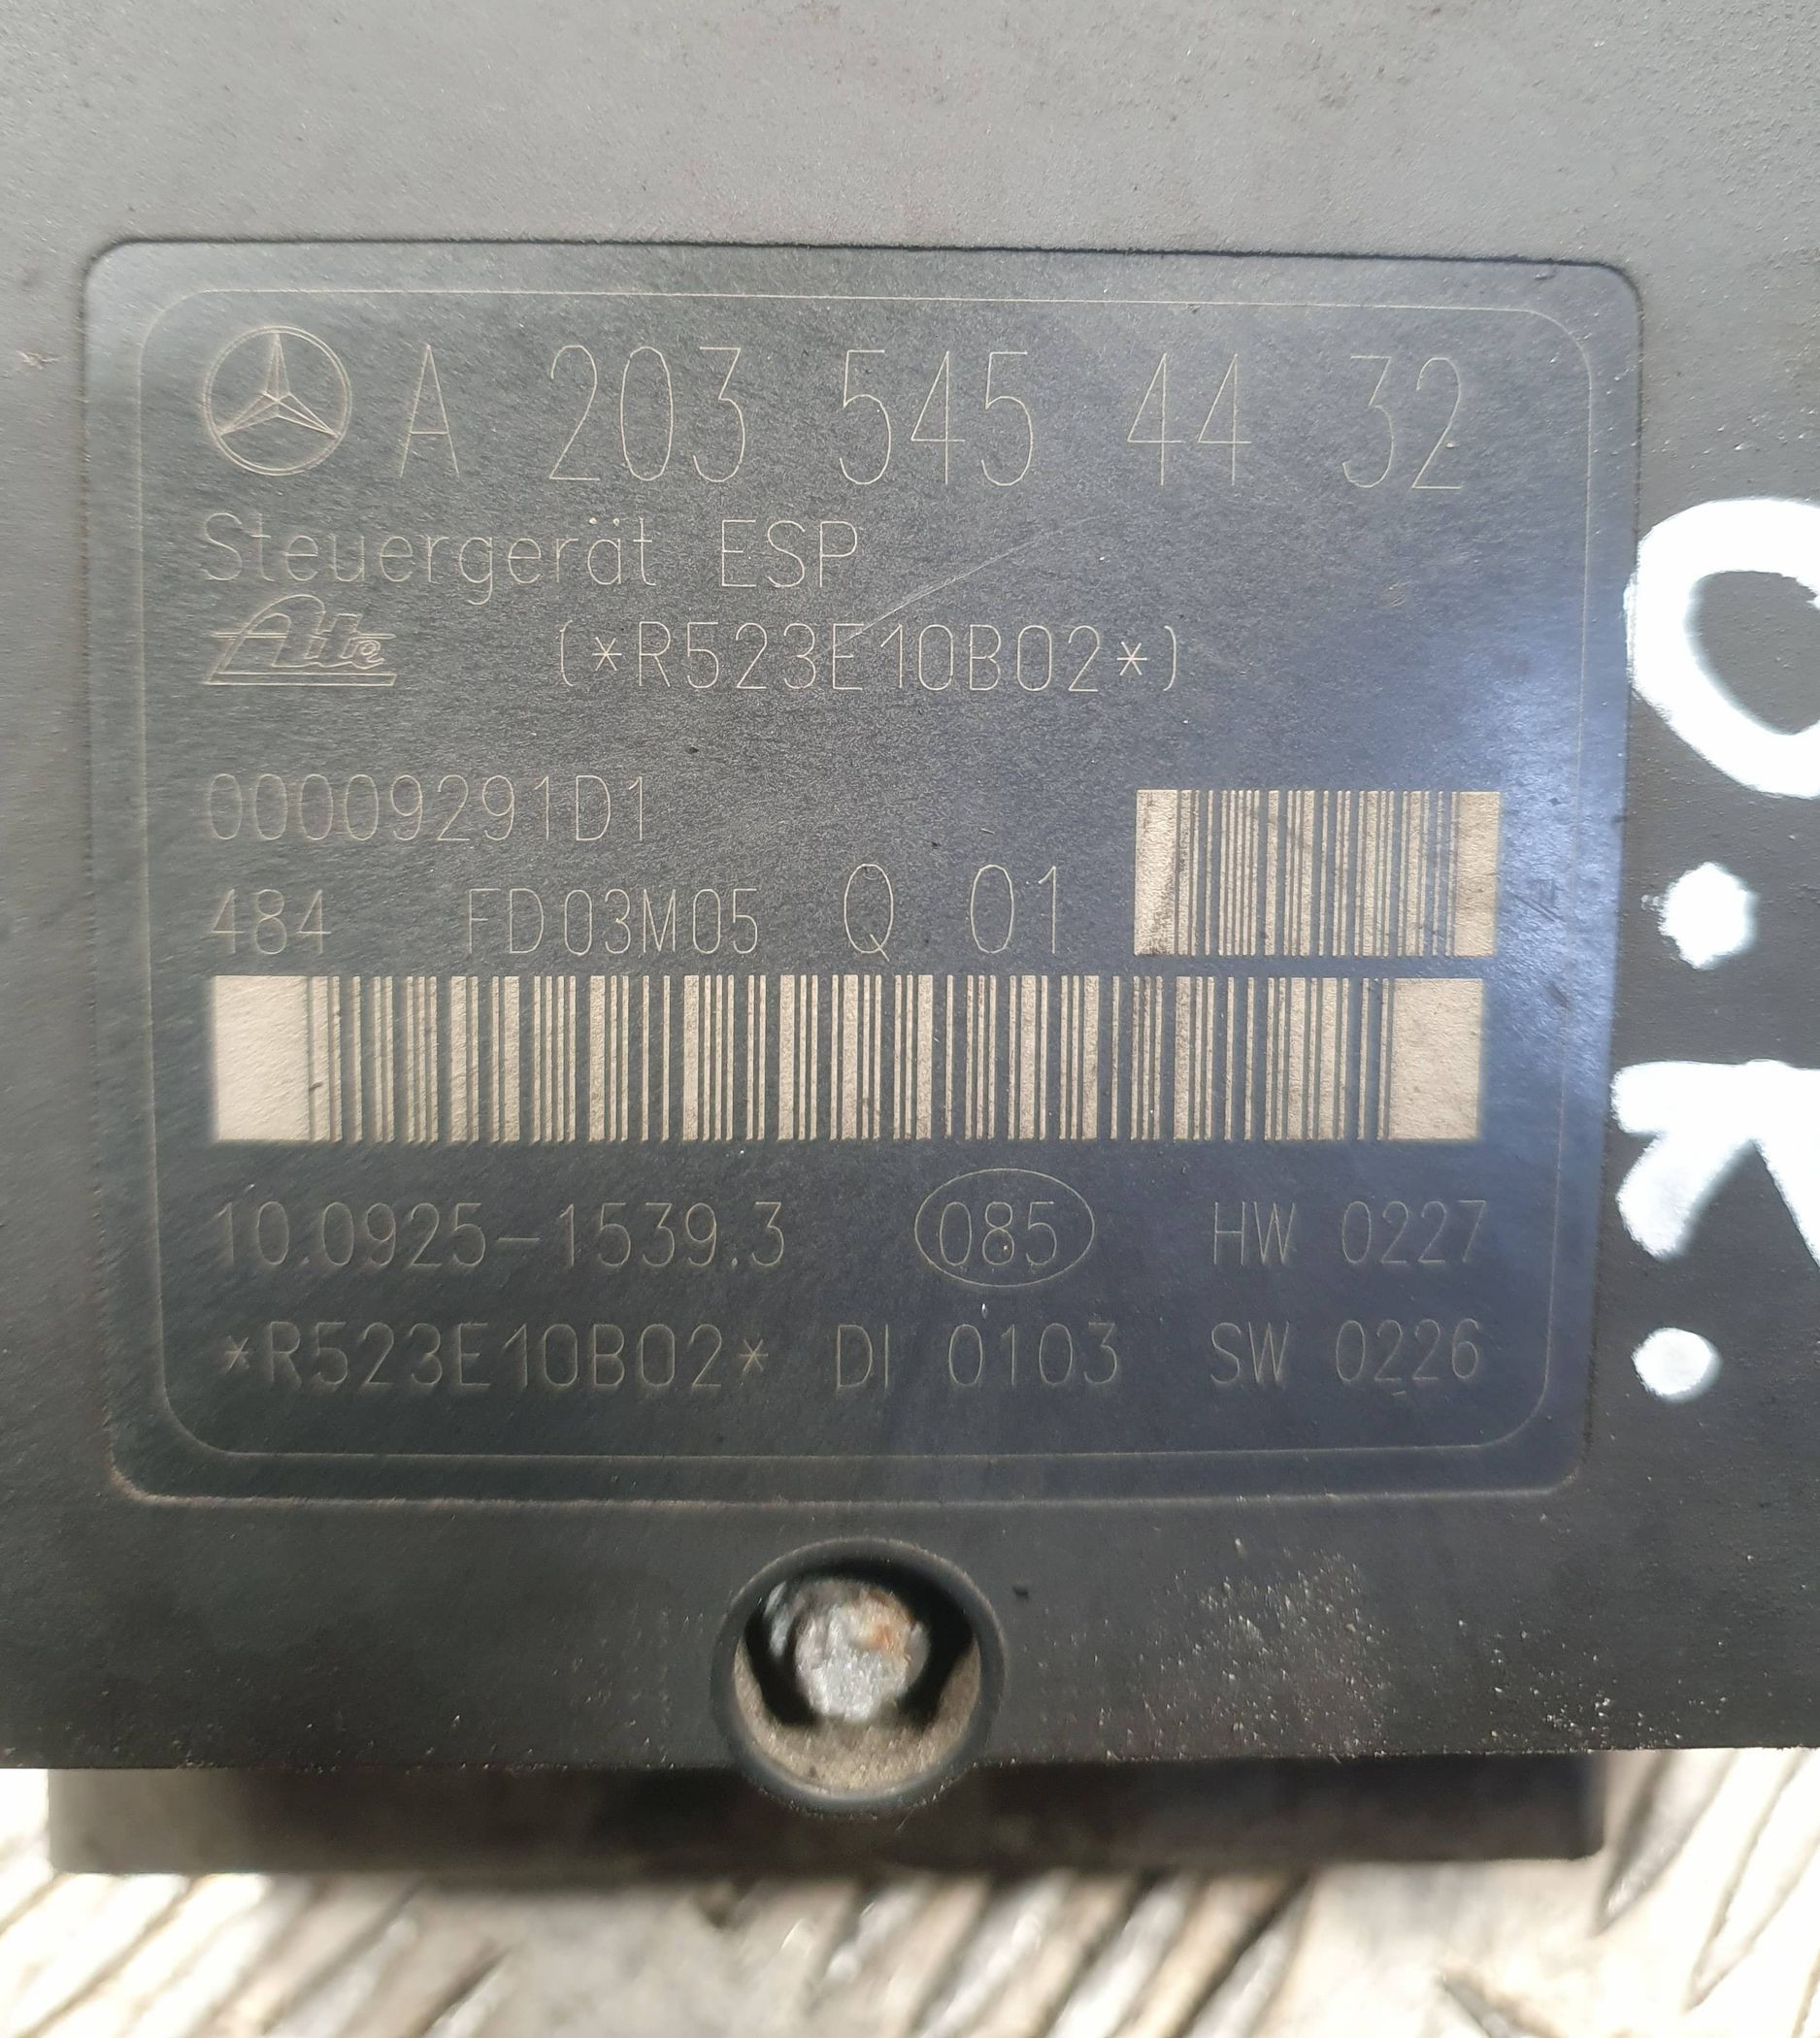 A 203 545 44 32
Steuergerät ESP
Ate (*R523E10B02*)
00009291D1
484 FD03M05 Q 01
10.0925-1539.3 085 HW 0227
*R523E10B02* DI 0103 SW 0226